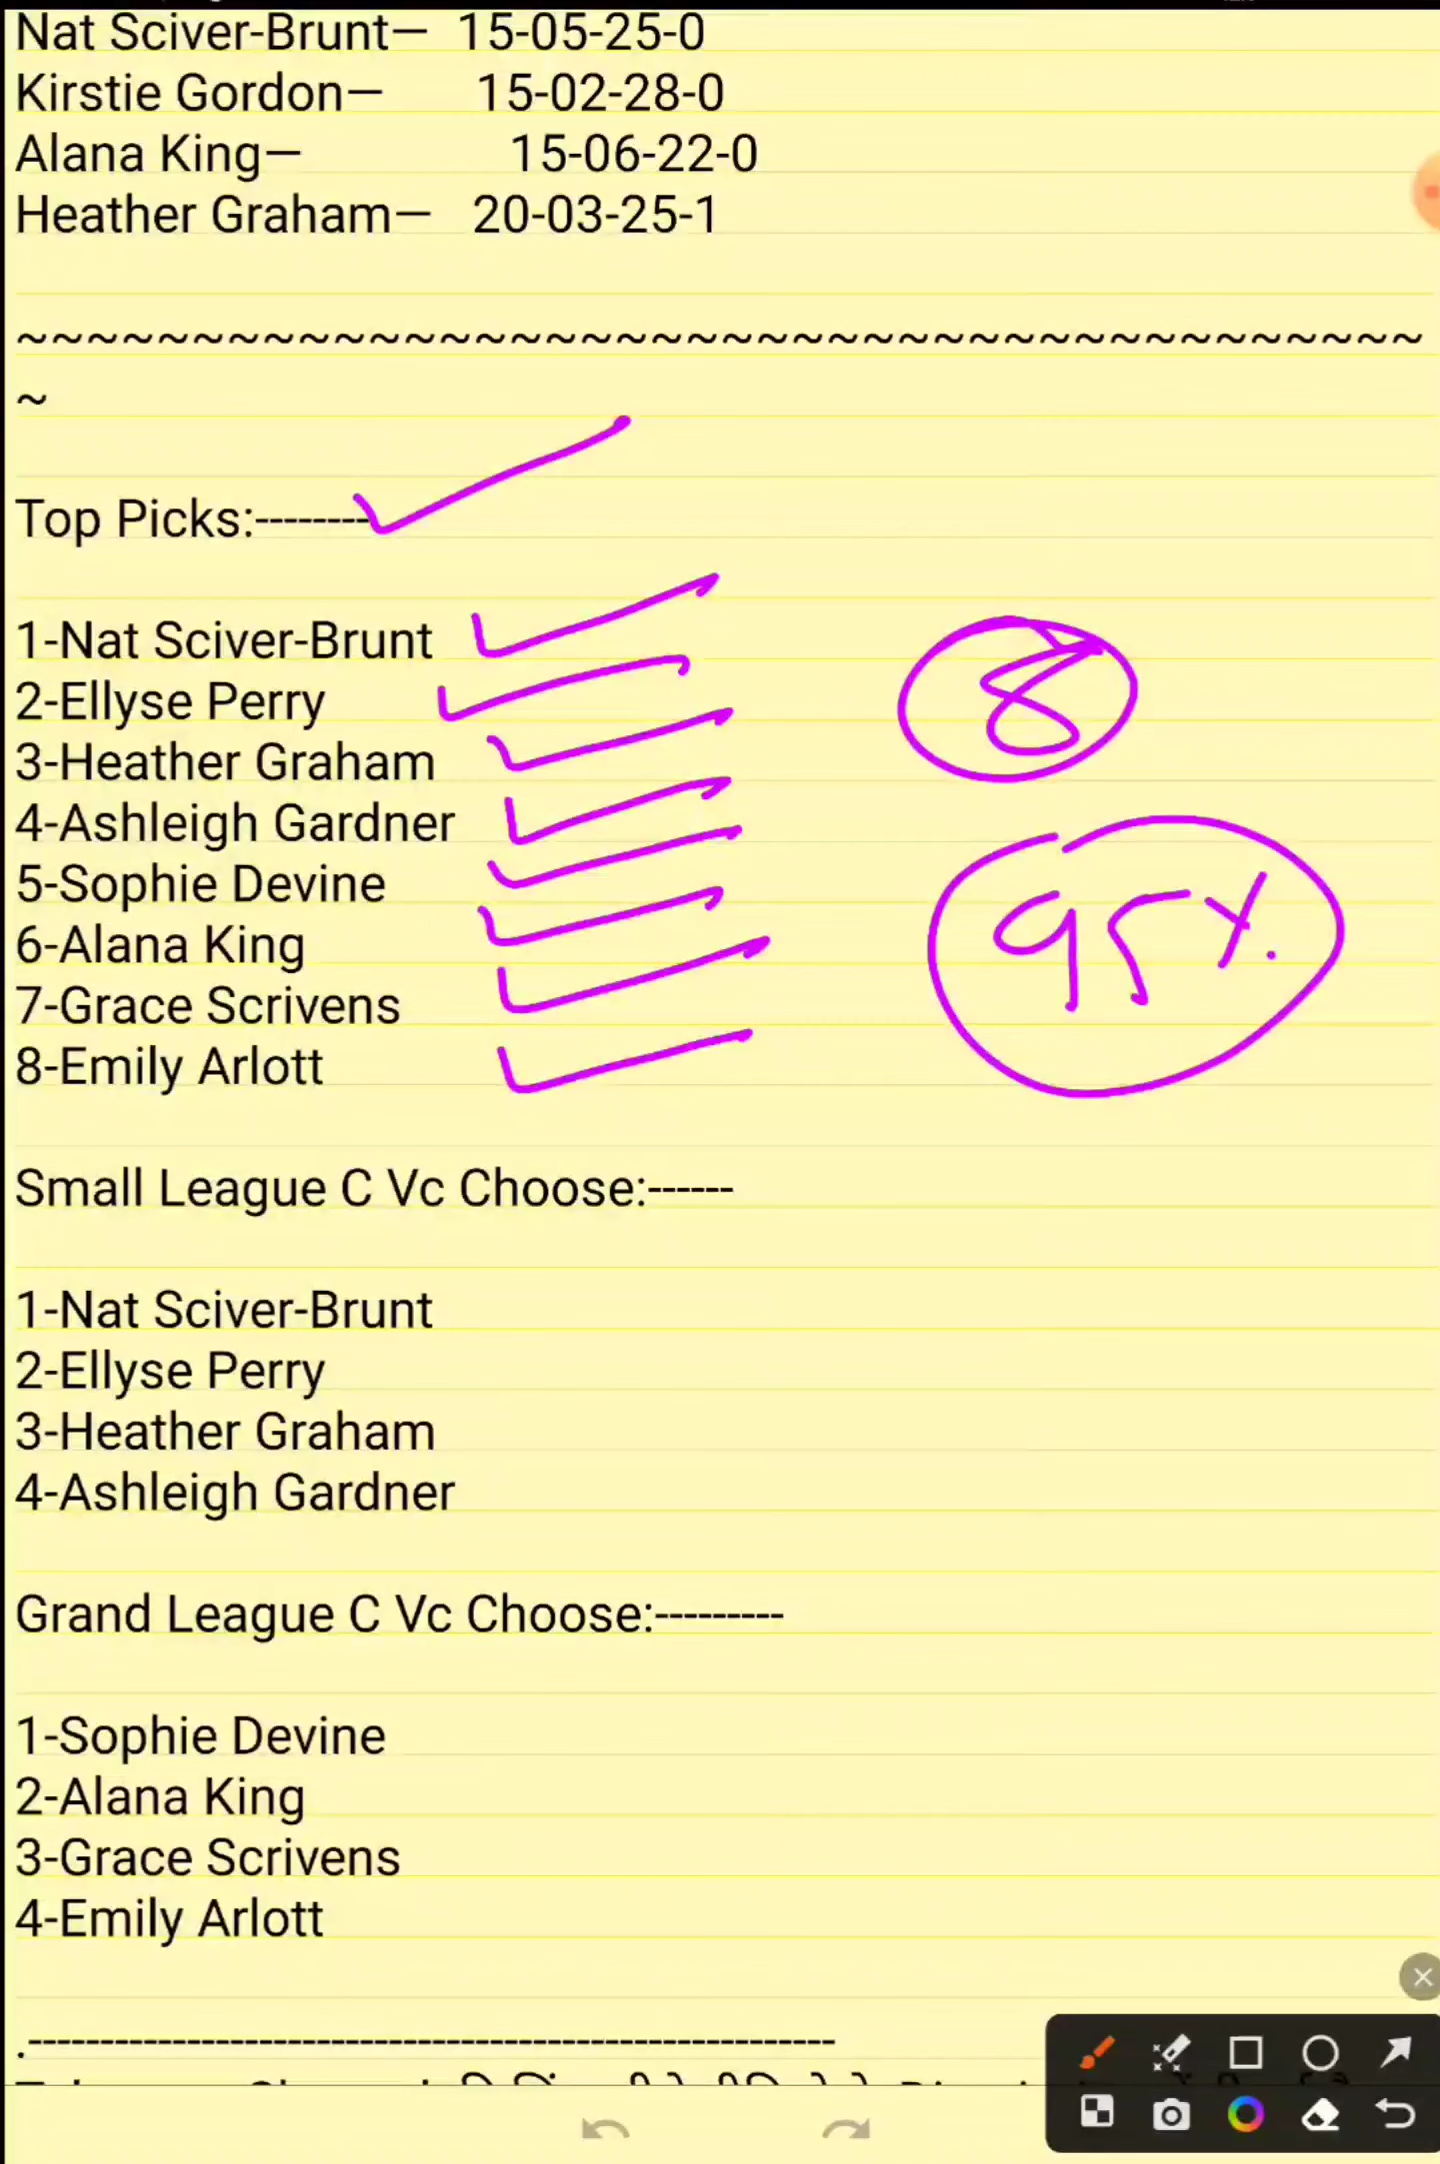 Nat Sciver-Brunt— 15-05-25-0
Kirstie Gordon— 15-02-28-0
Alana King— 15-06-22-0
Heather Graham— 20-03-25-1
~~~~~~~~~~~~~~~~~~~~~~~~~~~~~~~~~~~~~~~~
~
Top Picks:--------
1-Nat Sciver-Brunt
2-Ellyse Perry
3-Heather Graham
4-Ashleigh Gardner
5-Sophie Devine
6-Alana King
7-Grace Scrivens
8-Emily Arlott
8
95%
Small League C Vc Choose:------
1-Nat Sciver-Brunt
2-Ellyse Perry
3-Heather Graham
4-Ashleigh Gardner
Grand League C Vc Choose:---------
1-Sophie Devine
2-Alana King
3-Grace Scrivens
4-Emily Arlott
.--------------------------------------------------------